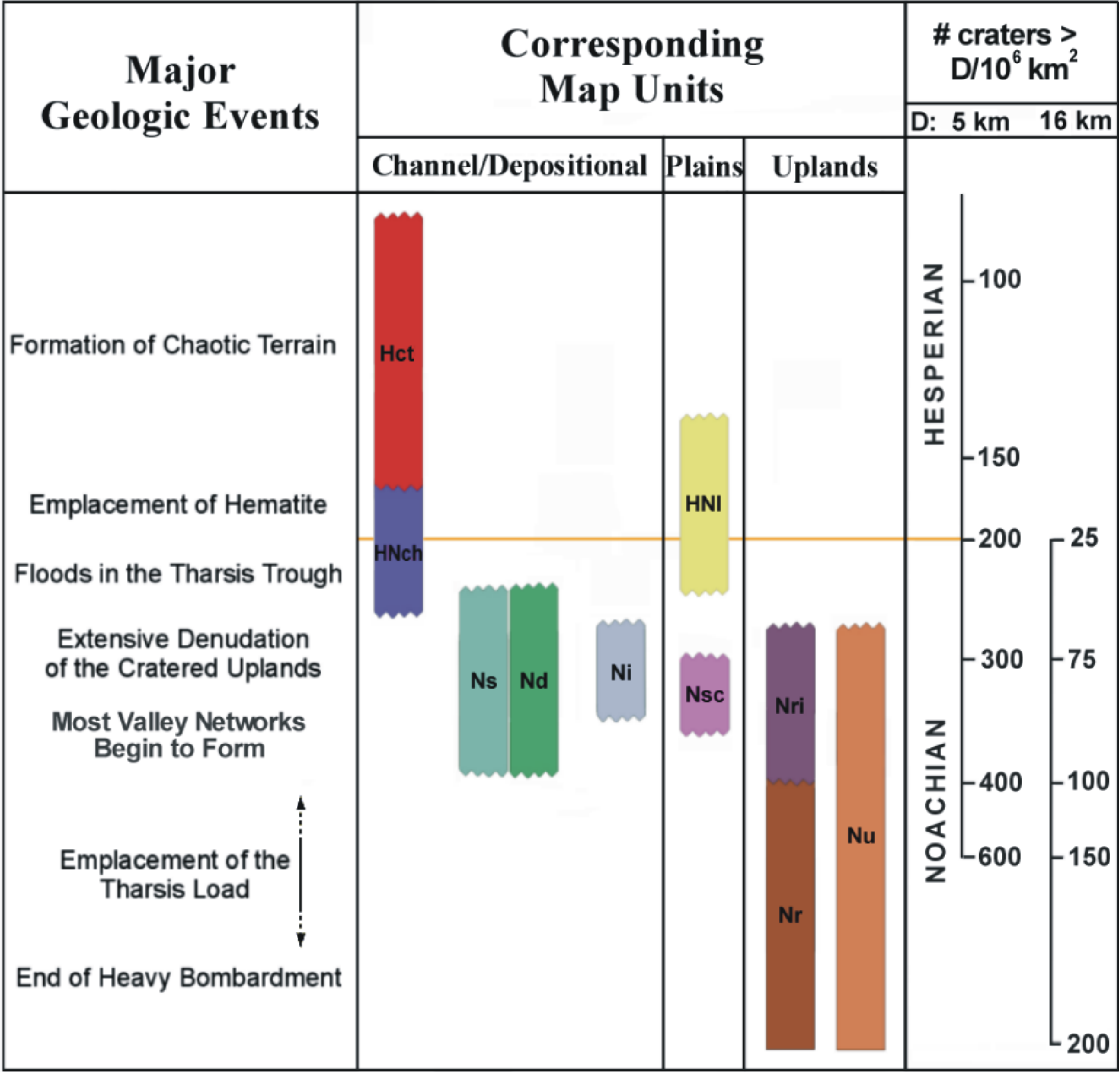 Major
Geologic Events
Corresponding
Map Units
# craters >
D/10⁶ km²
D: 5 km 16 km
Channel/Depositional
Plains
Uplands
Formation of Chaotic Terrain
Emplacement of Hematite
Floods in the Tharsis Trough
Extensive Denudation
of the Cratered Uplands
Most Valley Networks
Begin to Form
Emplacement of the
Tharsis Load
End of Heavy Bombardment
Hct
HNch
Ns
Nd
Ni
HNl
Nsc
Nri
Nr
Nu
HESPERIAN
NOACHIAN
100
150
200
300
400
600
25
75
100
150
200